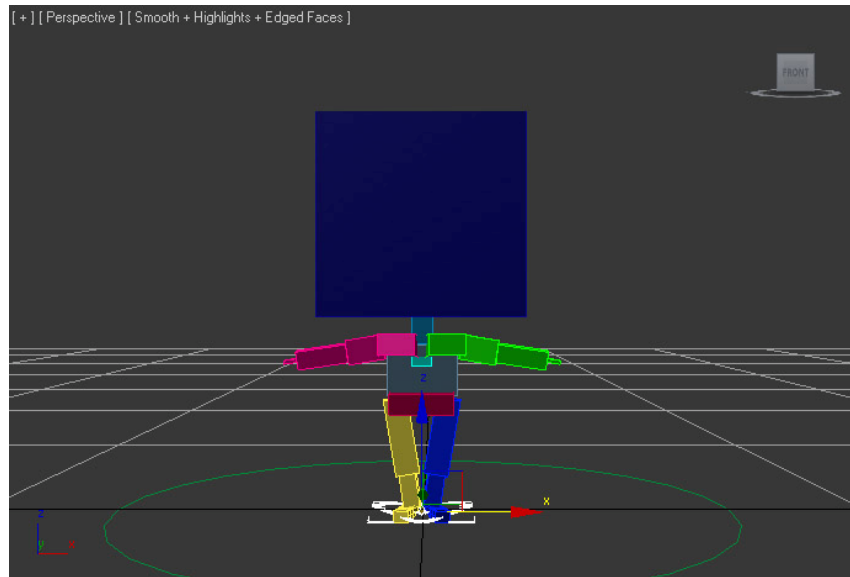 [ + ] [ Perspective ] [ Smooth + Highlights + Edged Faces ]
FRONT
z
x
z
y
x